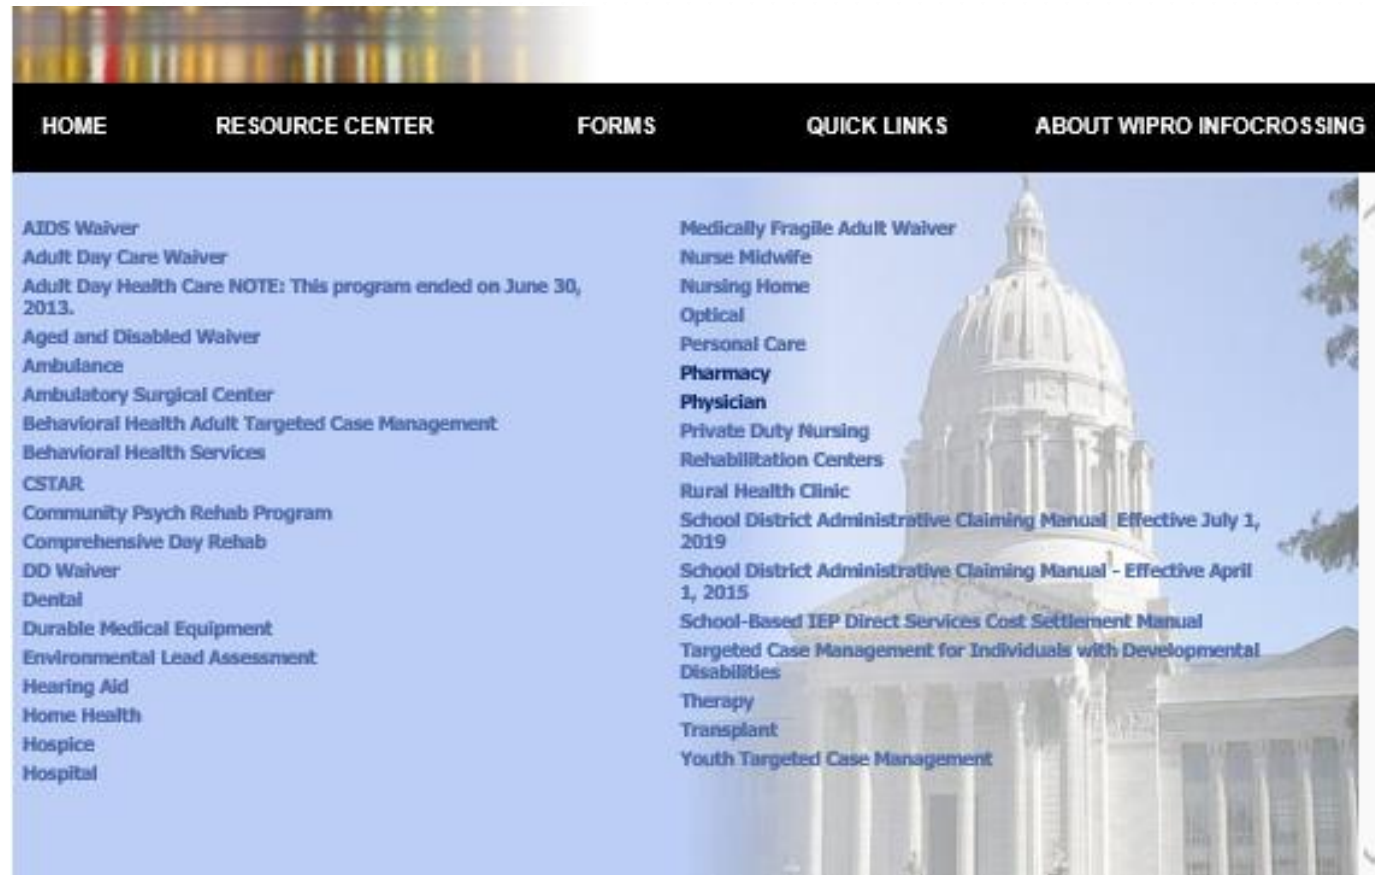 HOME RESOURCE CENTER FORMS QUICK LINKS ABOUT WIPRO INFOCROSSING
AIDS Waiver
Adult Day Care Waiver
Adult Day Health Care NOTE: This program ended on June 30,
2013.
Aged and Disabled Waiver
Ambulance
Ambulatory Surgical Center
Behavioral Health Adult Targeted Case Management
Behavioral Health Services
CSTAR
Community Psych Rehab Program
Comprehensive Day Rehab
DD Waiver
Dental
Durable Medical Equipment
Environmental Lead Assessment
Hearing Aid
Home Health
Hospice
Hospital
Medically Fragile Adult Waiver
Nurse Midwife
Nursing Home
Optical
Personal Care
Pharmacy
Physician
Private Duty Nursing
Rehabilitation Centers
Rural Health Clinic
School District Administrative Claiming Manual Effective July 1,
2019
School District Administrative Claiming Manual - Effective April
1, 2015
School-Based IEP Direct Services Cost Settlement Manual
Targeted Case Management for Individuals with Developmental
Disabilities
Therapy
Transplant
Youth Targeted Case Management